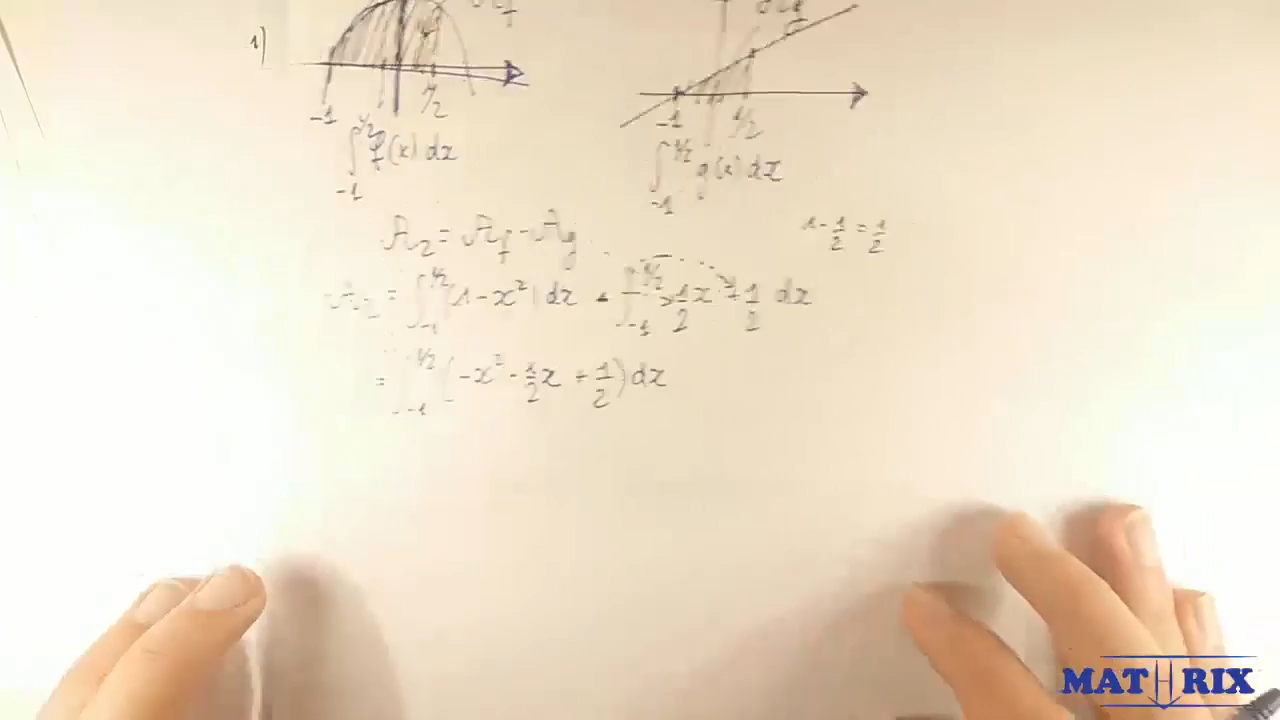 1)
-1 1/2
-1 1/2
∫_{-1}^{1/2} f(x) dx
∫_{-1}^{1/2} g(x) dx
A_2 = A_f - A_g
1 - 1/2 = 1/2
A_2 = ∫_{-1}^{1/2} (1 - x²) dx - ∫_{-1}^{1/2} 1/2 x + 1/2 dx
= ∫_{-1}^{1/2} (-x² - 1/2 x + 1/2) dx
MATHRIX